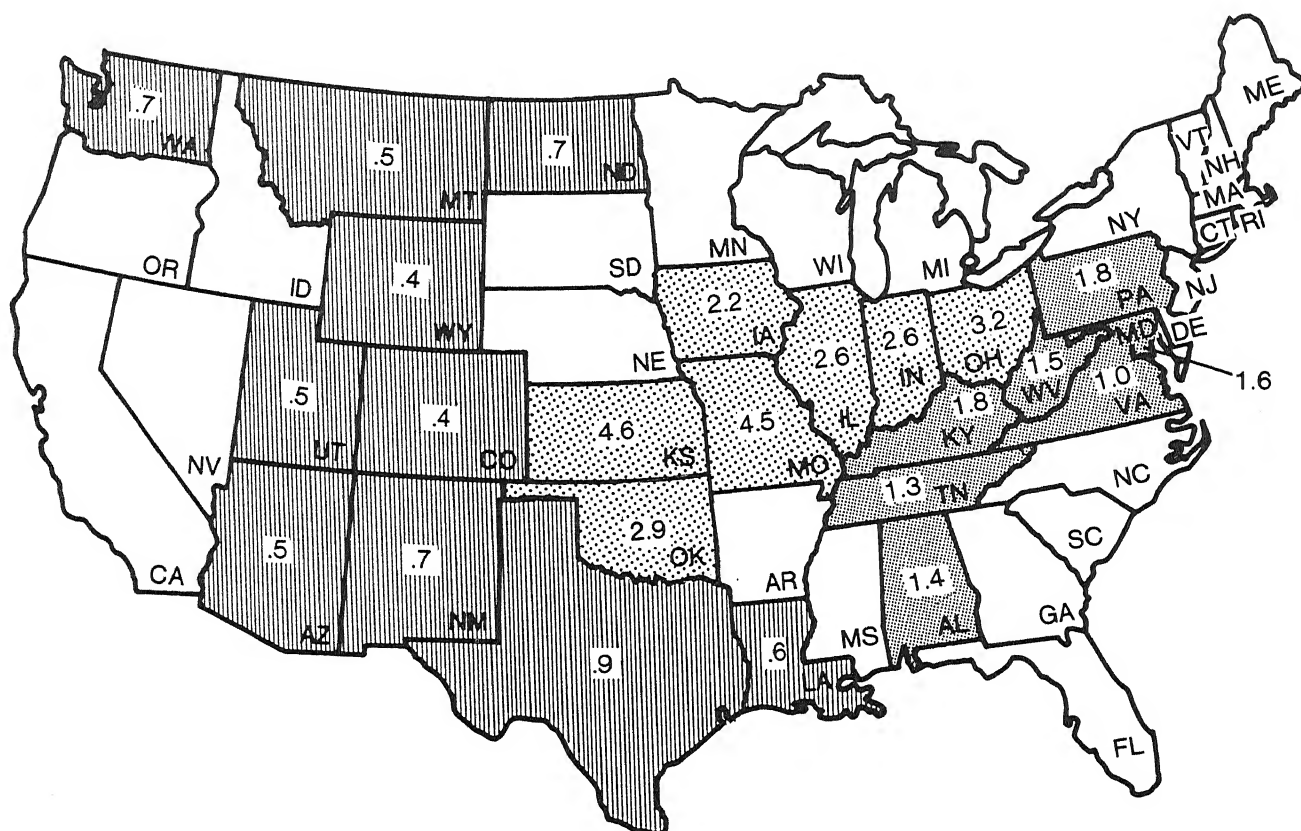 ME
.7
WA
.5
MT
.7
ND
VT
NH
MA
CT
RI
NY
OR
ID
SD
MN
WI
MI
1.8
PA
NJ
.4
WY
2.2
IA
2.6
IL
2.6
IN
3.2
OH
MD
DE
1.6
NE
1.5
WV
1.0
VA
.5
UT
.4
CO
4.6
KS
4.5
MO
1.8
KY
NV
1.3
TN
NC
CA
.5
AZ
.7
NM
2.9
OK
AR
SC
1.4
AL
MS
GA
.9
.6
LA
FL